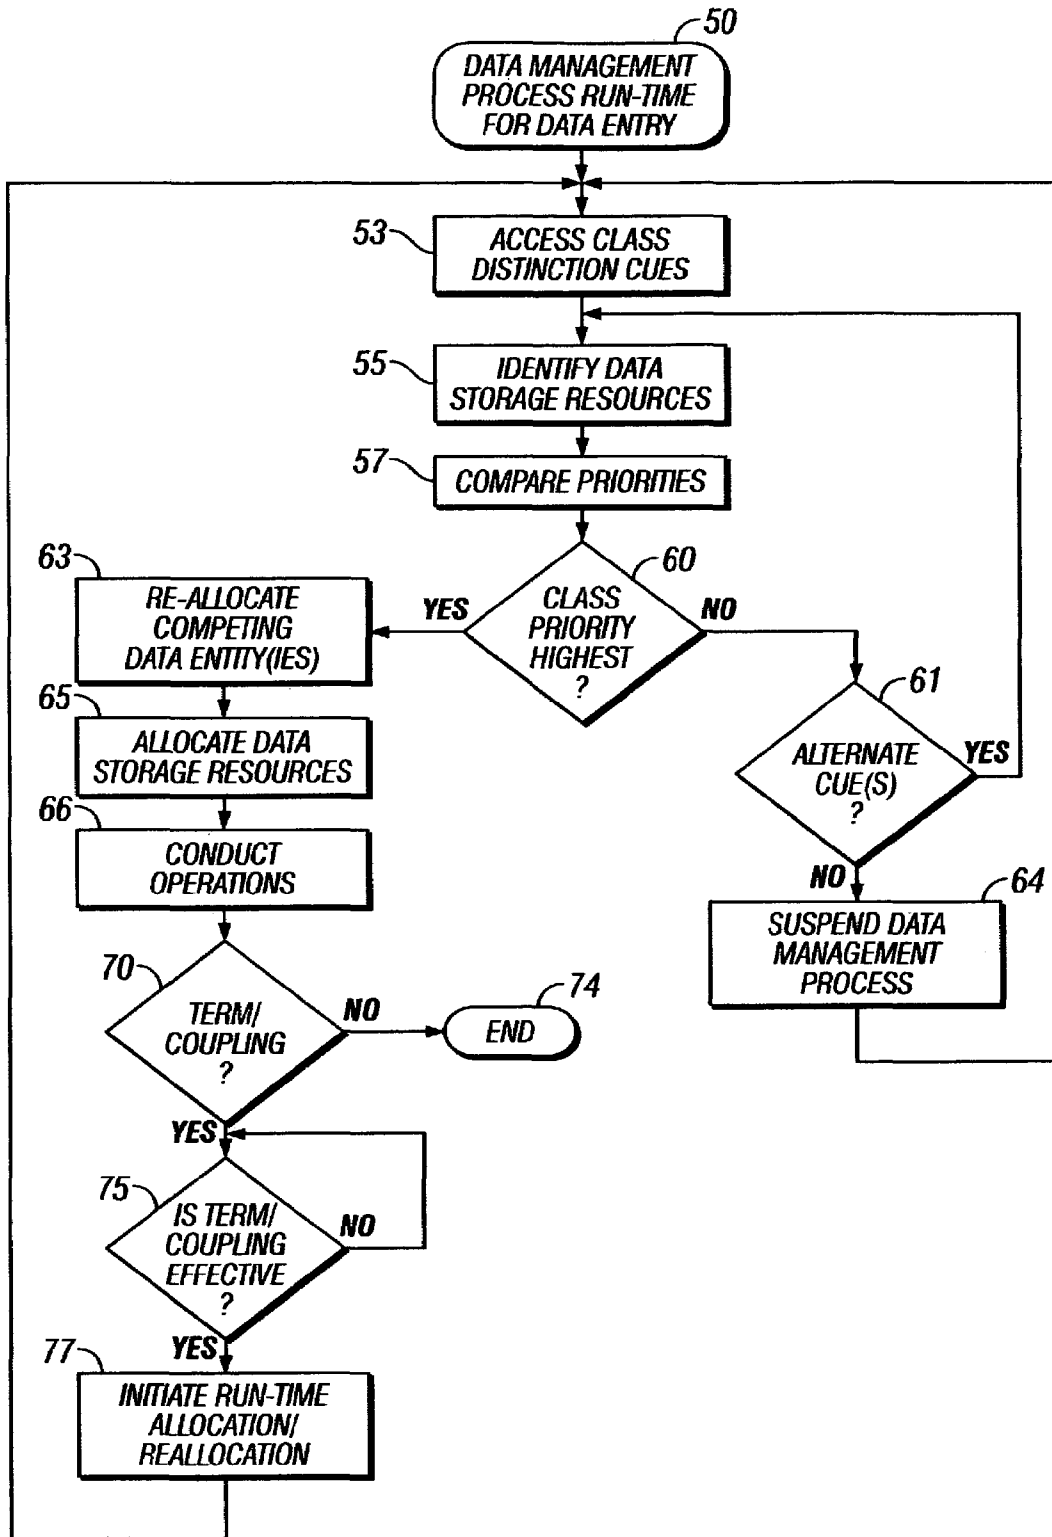 50
DATA MANAGEMENT
PROCESS RUN-TIME
FOR DATA ENTRY
53
ACCESS CLASS
DISTINCTION CUES
55
IDENTIFY DATA
STORAGE RESOURCES
57
COMPARE PRIORITIES
60
CLASS
PRIORITY
HIGHEST
?
YES
NO
63
RE-ALLOCATE
COMPETING
DATA ENTITY(IES)
61
ALTERNATE
CUE(S)
?
YES
NO
65
ALLOCATE DATA
STORAGE RESOURCES
66
CONDUCT
OPERATIONS
64
SUSPEND DATA
MANAGEMENT
PROCESS
70
TERM/
COUPLING
?
NO
74
END
YES
75
IS TERM/
COUPLING
EFFECTIVE
?
NO
YES
77
INITIATE RUN-TIME
ALLOCATION/
REALLOCATION